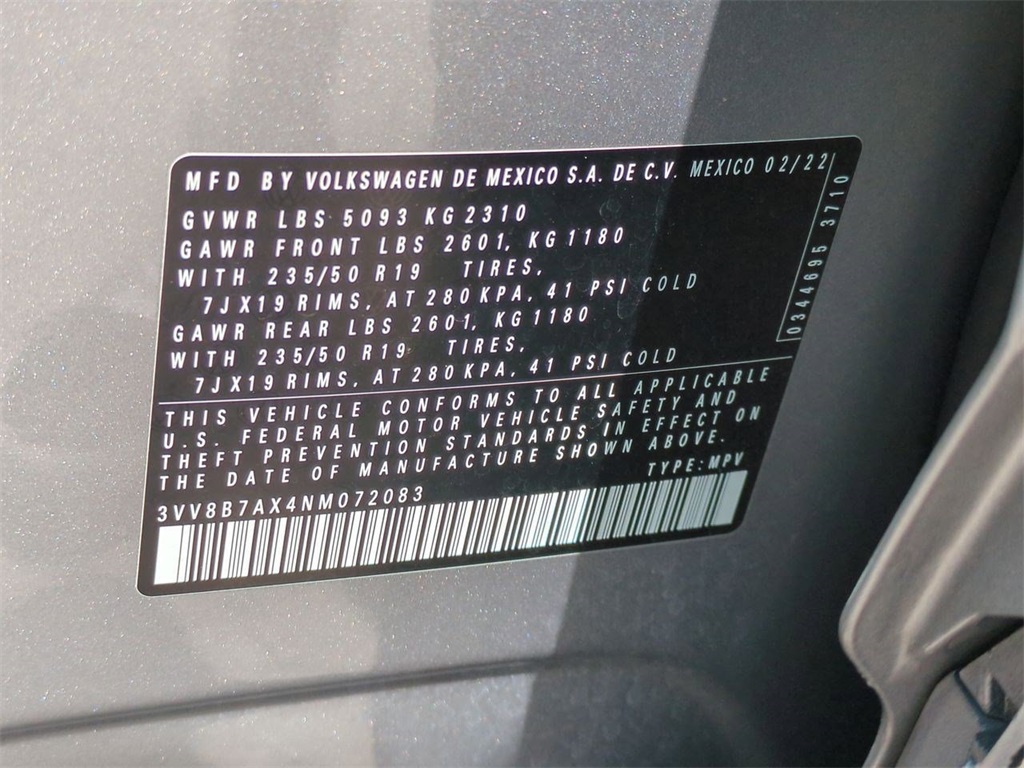 MFD BY VOLKSWAGEN DE MEXICO S.A. DE C.V. MEXICO 02/22
GVWR LBS 5093 KG 2310
GAWR FRONT LBS 2601, KG 1180
WITH 235/50 R19 TIRES,
7JX19 RIMS, AT 280 KPA, 41 PSI COLD
GAWR REAR LBS 2601, KG 1180
WITH 235/50 R19 TIRES,
7JX19 RIMS, AT 280 KPA, 41 PSI COLD
0344695 3710
THIS VEHICLE CONFORMS TO ALL APPLICABLE
U.S. FEDERAL MOTOR VEHICLE SAFETY AND
THEFT PREVENTION STANDARDS IN EFFECT ON
THE DATE OF MANUFACTURE SHOWN ABOVE.
TYPE: MPV
3VV8B7AX4NM072083